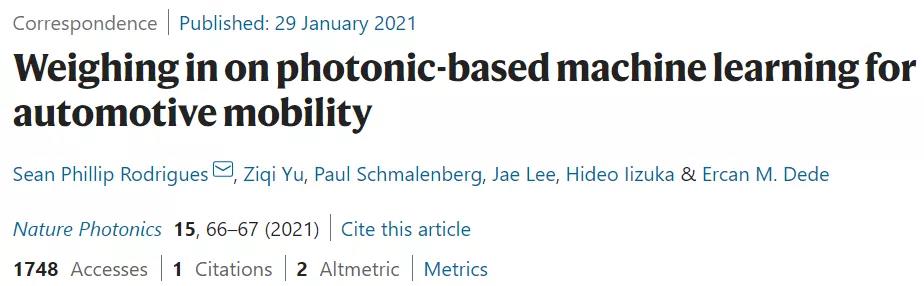 Correspondence | Published: 29 January 2021
Weighing in on photonic-based machine learning for
automotive mobility
Sean Phillip Rodrigues, Ziqi Yu, Paul Schmalenberg, Jae Lee, Hideo Iizuka & Ercan M. Dede
Nature Photonics 15, 66–67 (2021) | Cite this article
1748 Accesses | 1 Citations | 2 Altmetric | Metrics